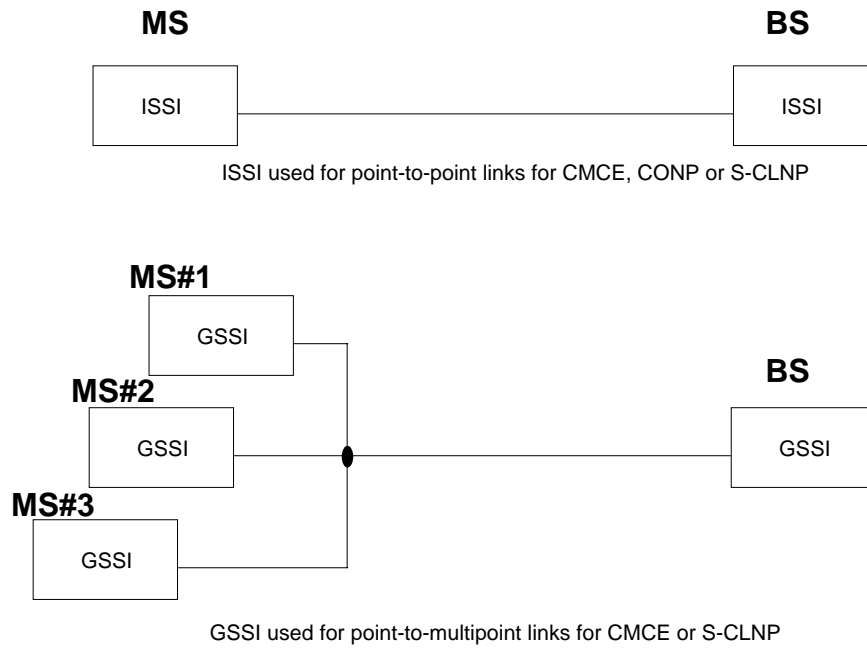 MS
BS
ISSI
ISSI
ISSI used for point-to-point links for CMCE, CONP or S-CLNP
MS#1
GSSI
BS
MS#2
GSSI
GSSI
MS#3
GSSI
GSSI used for point-to-multipoint links for CMCE or S-CLNP